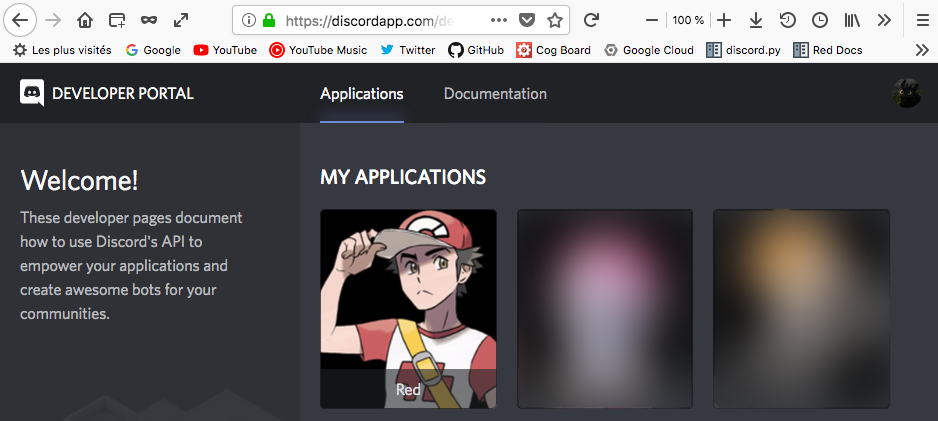 https://discordapp.com/de
100 %
Les plus visités
Google
YouTube
YouTube Music
Twitter
GitHub
Cog Board
Google Cloud
discord.py
Red Docs
DEVELOPER PORTAL
Applications
Documentation
Welcome!
These developer pages document
how to use Discord's API to
empower your applications and
create awesome bots for your
communities.
MY APPLICATIONS
Red